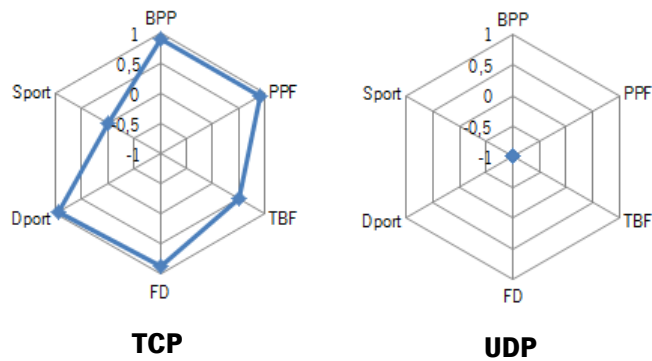 BPP
1
0,5
0
-0,5
-1
Sport
PPF
Dport
TBF
FD
TCP
BPP
1
0,5
0
-0,5
-1
Sport
PPF
Dport
TBF
FD
UDP